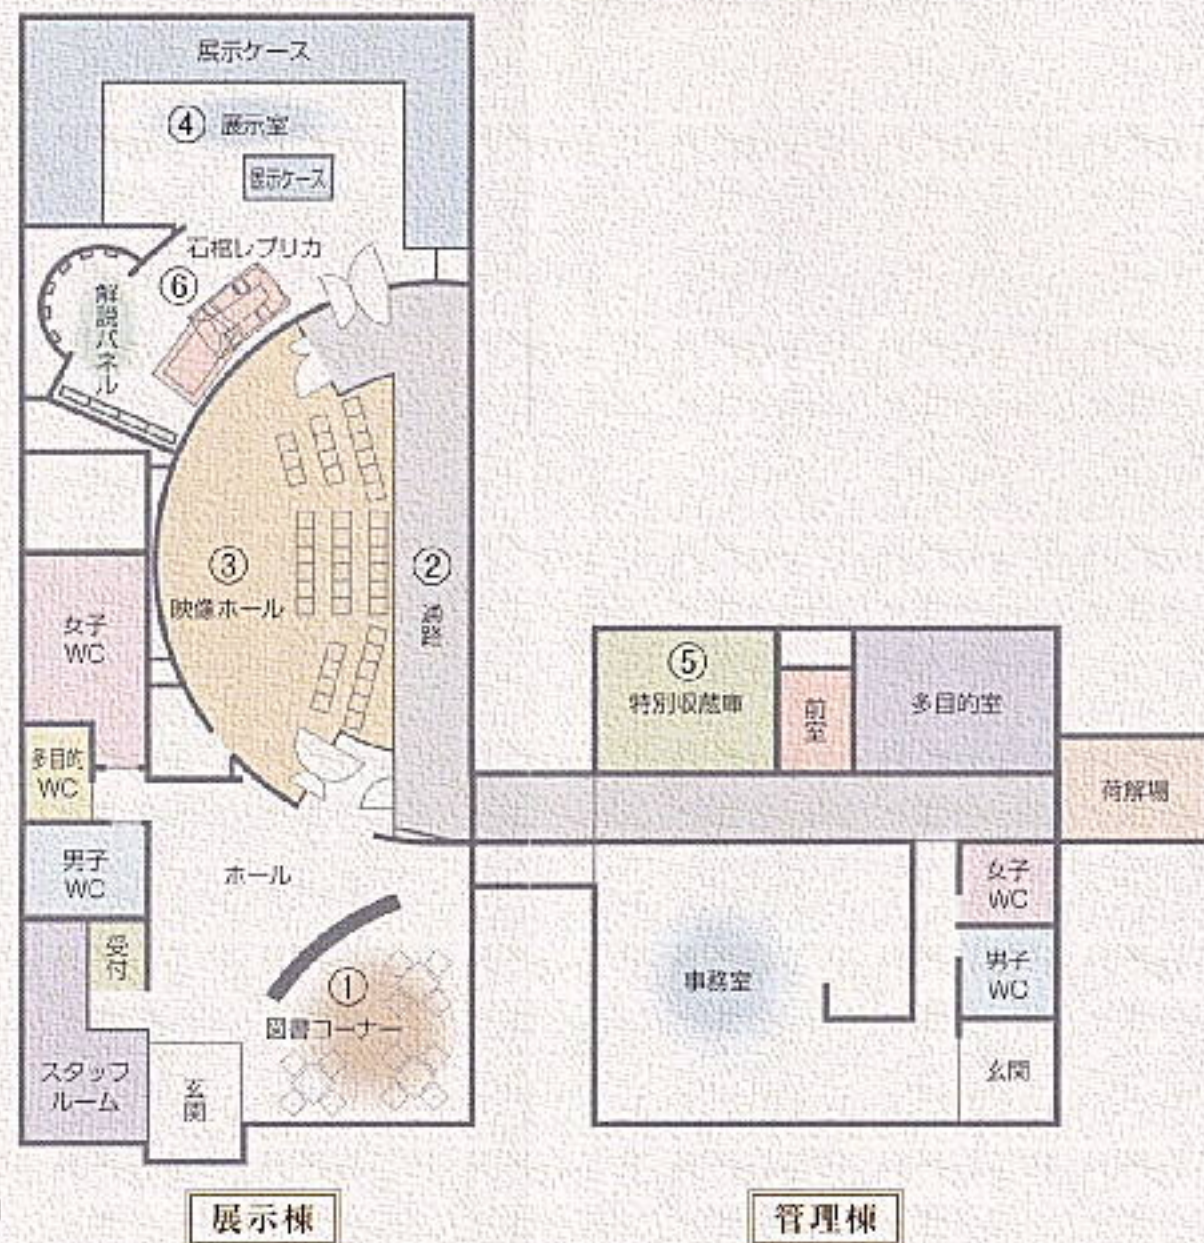 展示ケース
④ 展示室
展示ケース
石棺レプリカ
⑥
解説パネル
③
映像ホール
②
通路
女子
WC
多目的
WC
男子
WC
受付
スタッフ
ルーム
玄関
ホール
①
図書コーナー
⑤
特別収蔵庫
前室
多目的室
荷解場
事務室
女子
WC
男子
WC
玄関
展示棟
管理棟